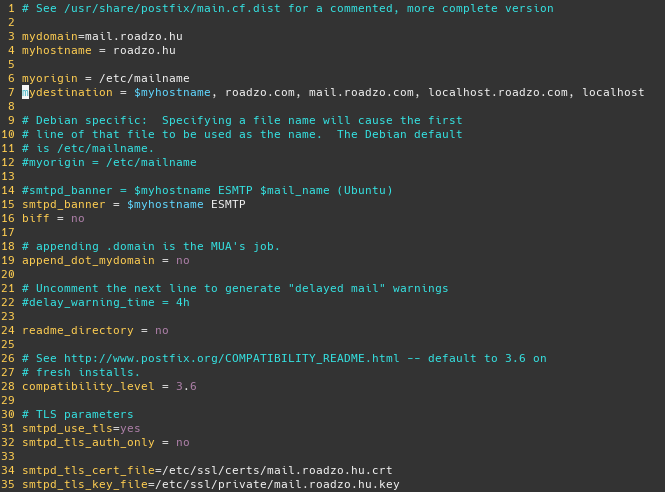 1 # See /usr/share/postfix/main.cf.dist for a commented, more complete version
2
3 mydomain=mail.roadzo.hu
4 myhostname = roadzo.hu
5
6 myorigin = /etc/mailname
7 mydestination = $myhostname, roadzo.com, mail.roadzo.com, localhost.roadzo.com, localhost
8
9 # Debian specific:  Specifying a file name will cause the first
10 # line of that file to be used as the name.  The Debian default
11 # is /etc/mailname.
12 #myorigin = /etc/mailname
13
14 #smtpd_banner = $myhostname ESMTP $mail_name (Ubuntu)
15 smtpd_banner = $myhostname ESMTP
16 biff = no
17
18 # appending .domain is the MUA's job.
19 append_dot_mydomain = no
20
21 # Uncomment the next line to generate "delayed mail" warnings
22 #delay_warning_time = 4h
23
24 readme_directory = no
25
26 # See http://www.postfix.org/COMPATIBILITY_README.html -- default to 3.6 on
27 # fresh installs.
28 compatibility_level = 3.6
29
30 # TLS parameters
31 smtpd_use_tls=yes
32 smtpd_tls_auth_only = no
33
34 smtpd_tls_cert_file=/etc/ssl/certs/mail.roadzo.hu.crt
35 smtpd_tls_key_file=/etc/ssl/private/mail.roadzo.hu.key